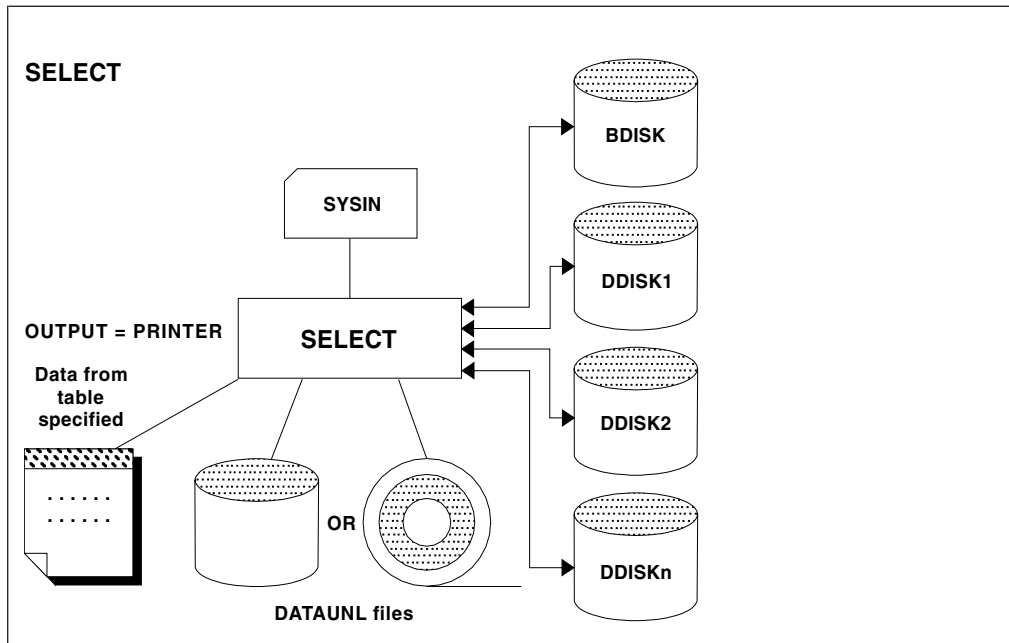 SELECT
BDISK
SYSIN
DDISK1
OUTPUT = PRINTER
SELECT
Data from
table
specified
DDISK2
OR
DDISKn
DATAUNL files